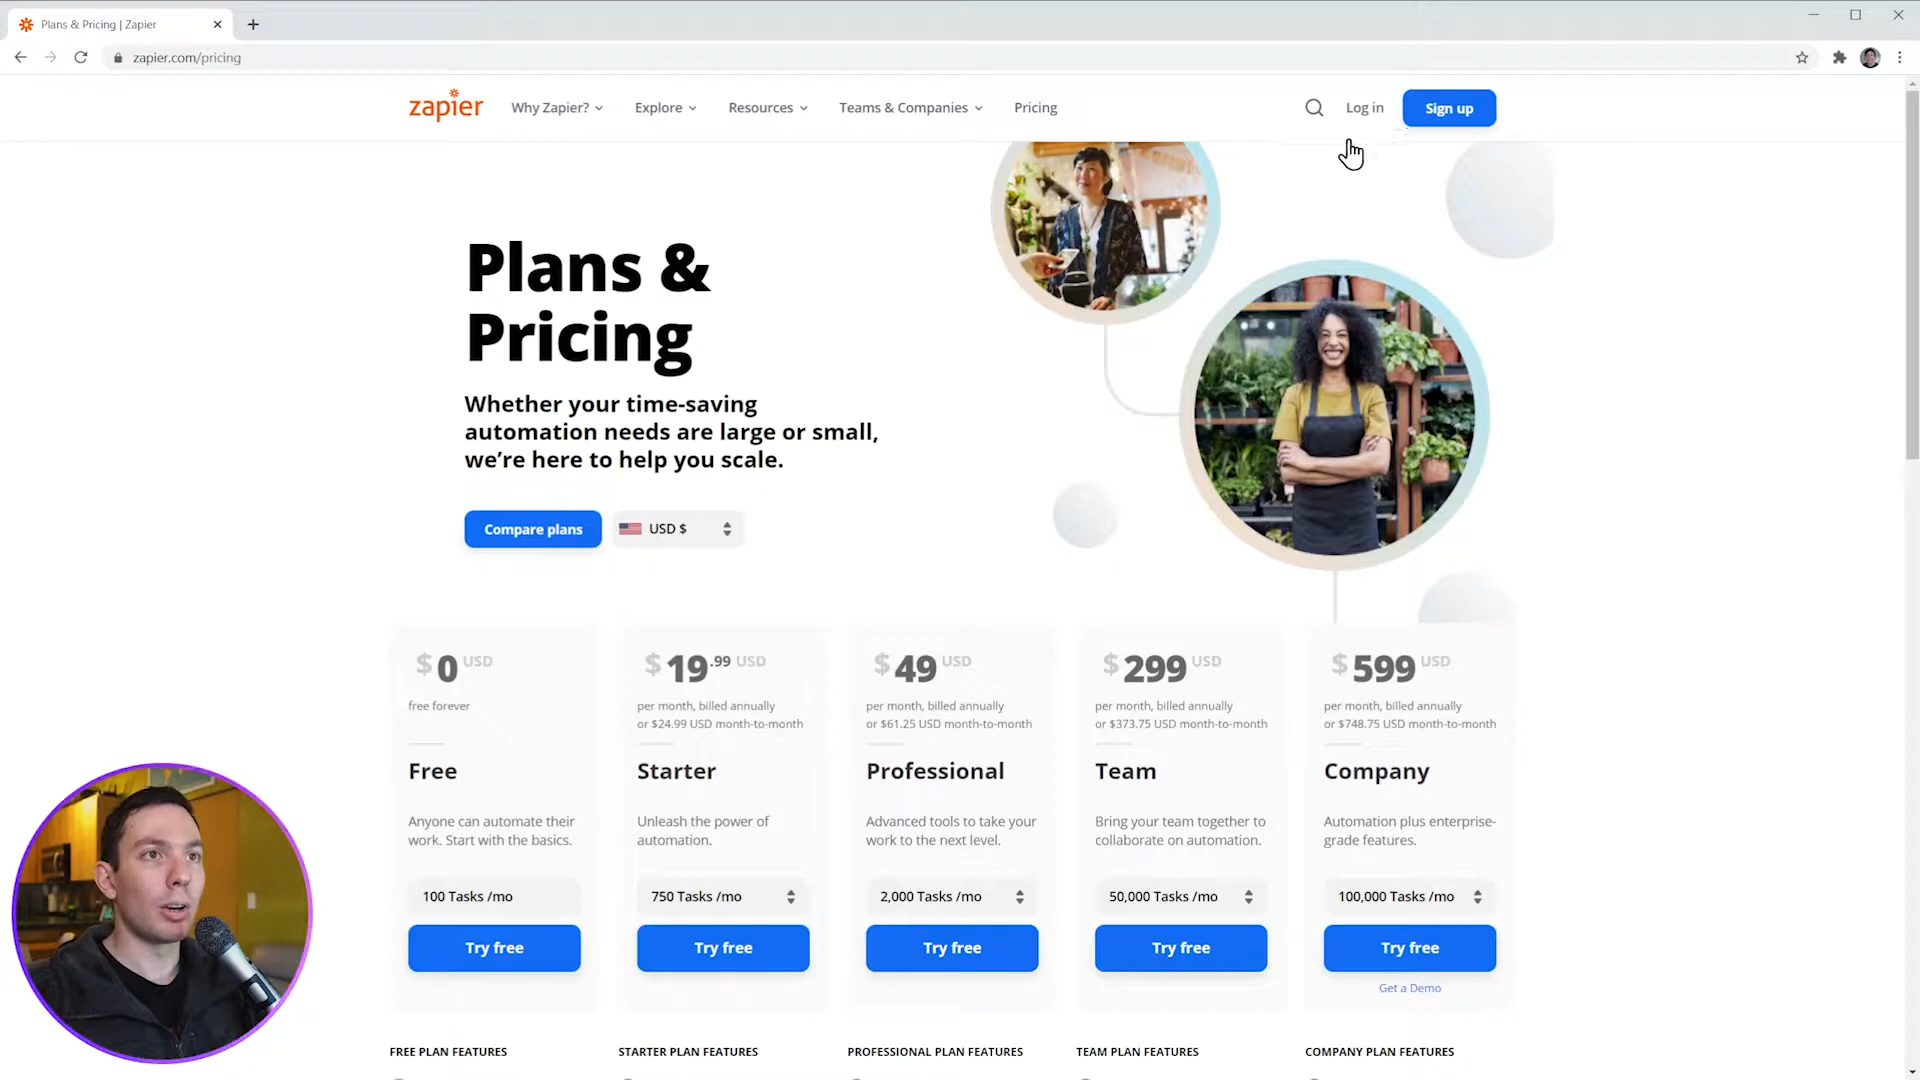 Plans & Pricing | Zapier
zapier.com/pricing
zapier
Why Zapier?
Explore
Resources
Teams & Companies
Pricing
Log in
Sign up
Plans &
Pricing
Whether your time-saving
automation needs are large or small,
we’re here to help you scale.
Compare plans
USD $
$ 0 USD
free forever
Free
Anyone can automate their
work. Start with the basics.
100 Tasks /mo
Try free
$ 19.99 USD
per month, billed annually
or $24.99 USD month-to-month
Starter
Unleash the power of
automation.
750 Tasks /mo
Try free
$ 49 USD
per month, billed annually
or $61.25 USD month-to-month
Professional
Advanced tools to take your
work to the next level.
2,000 Tasks /mo
Try free
$ 299 USD
per month, billed annually
or $373.75 USD month-to-month
Team
Bring your team together to
collaborate on automation.
50,000 Tasks /mo
Try free
$ 599 USD
per month, billed annually
or $748.75 USD month-to-month
Company
Automation plus enterprise-
grade features.
100,000 Tasks /mo
Try free
Get a Demo
FREE PLAN FEATURES
STARTER PLAN FEATURES
PROFESSIONAL PLAN FEATURES
TEAM PLAN FEATURES
COMPANY PLAN FEATURES